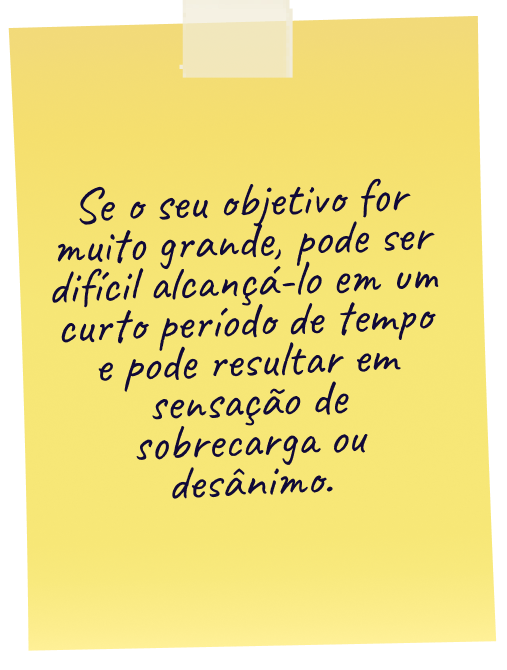 Se o seu objetivo for
muito grande, pode ser
difícil alcançá-lo em um
curto período de tempo
e pode resultar em
sensação de
sobrecarga ou
desânimo.